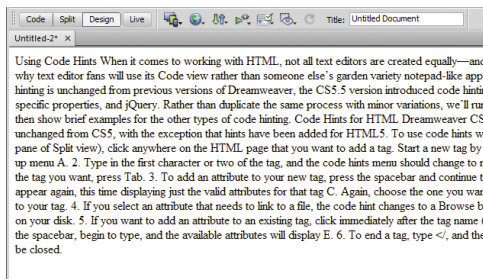 Code Split Design Live Title: Untitled Document
Untitled-2* ×
Using Code Hints When it comes to working with HTML, not all text editors are created equally—and
why text editor fans will use its Code view rather than someone else's garden variety notepad-like app
hinting is unchanged from previous versions of Dreamweaver, the CS5.5 version introduced code hinti
specific properties, and jQuery. Rather than duplicate the same process with minor variations, we'll run
then show brief examples for the other types of code hinting. Code Hints for HTML Dreamweaver CS
unchanged from CS5, with the exception that hints have been added for HTML5. To use code hints w
pane of Split view), click anywhere on the HTML page that you want to add a tag. Start a new tag by
up menu A. 2. Type in the first character or two of the tag, and the code hints menu should change to r
the tag you want, press Tab. 3. To add an attribute to your new tag, press the spacebar and continue t
appear again, this time displaying just the valid attributes for that tag C. Again, choose the one you wan
to your tag. 4. If you select an attribute that needs to link to a file, the code hint changes to a Browse b
on your disk. 5. If you want to add an attribute to an existing tag, click immediately after the tag name (
the spacebar, begin to type, and the available attributes will display E. 6. To end a tag, type </, and the
be closed.